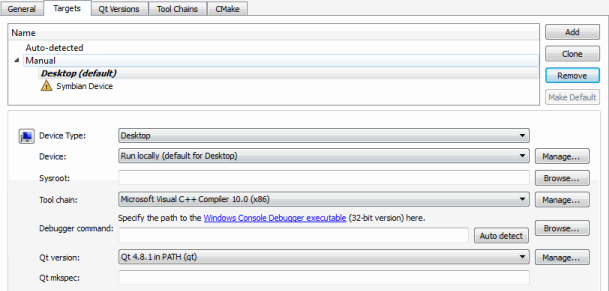 General Targets Qt Versions Tool Chains CMake
Name
Add
Auto-detected
Clone
Manual
Desktop (default)
Remove
Symbian Device
Make Default
Device Type: Desktop
Device: Run locally (default for Desktop) Manage...
Sysroot: Browse...
Tool chain: Microsoft Visual C++ Compiler 10.0 (x86) Manage...
Specify the path to the Windows Console Debugger executable (32-bit version) here.
Debugger command: Auto detect Browse...
Qt version: Qt 4.8.1 in PATH (qt) Manage...
Qt mkspec: